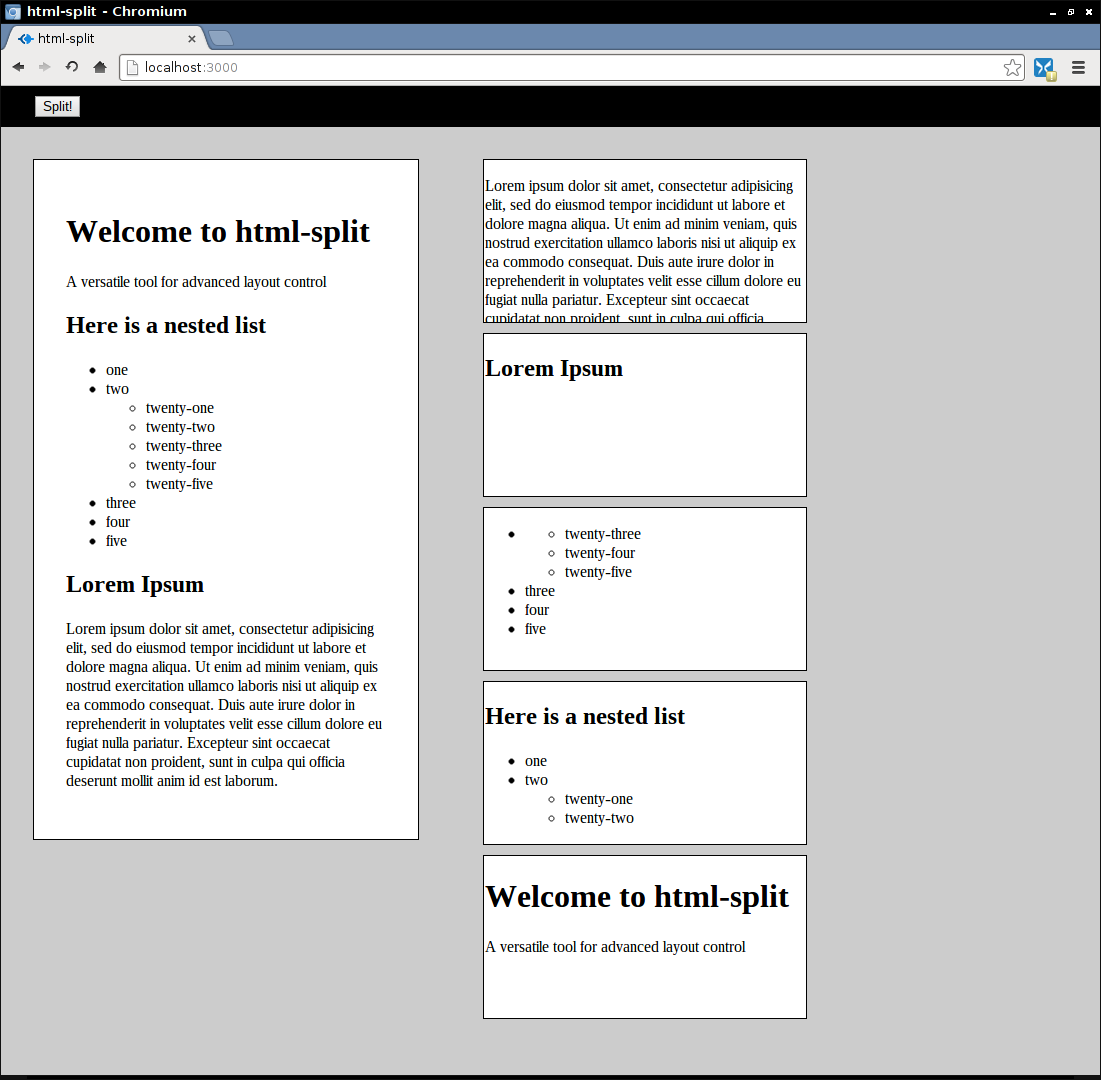 html-split - Chromium
html-split
localhost:3000
Split!
Welcome to html-split
A versatile tool for advanced layout control
Here is a nested list
one
two
twenty-one
twenty-two
twenty-three
twenty-four
twenty-five
three
four
five
Lorem Ipsum
Lorem ipsum dolor sit amet, consectetur adipisicing
elit, sed do eiusmod tempor incididunt ut labore et
dolore magna aliqua. Ut enim ad minim veniam, quis
nostrud exercitation ullamco laboris nisi ut aliquip ex
ea commodo consequat. Duis aute irure dolor in
reprehenderit in voluptates velit esse cillum dolore eu
fugiat nulla pariatur. Excepteur sint occaecat
cupidatat non proident, sunt in culpa qui officia
deserunt mollit anim id est laborum.
Lorem ipsum dolor sit amet, consectetur adipisicing
elit, sed do eiusmod tempor incididunt ut labore et
dolore magna aliqua. Ut enim ad minim veniam, quis
nostrud exercitation ullamco laboris nisi ut aliquip ex
ea commodo consequat. Duis aute irure dolor in
reprehenderit in voluptates velit esse cillum dolore eu
fugiat nulla pariatur. Excepteur sint occaecat
cupidatat non proident, sunt in culpa qui officia
Lorem Ipsum
twenty-three
twenty-four
twenty-five
three
four
five
Here is a nested list
one
two
twenty-one
twenty-two
Welcome to html-split
A versatile tool for advanced layout control